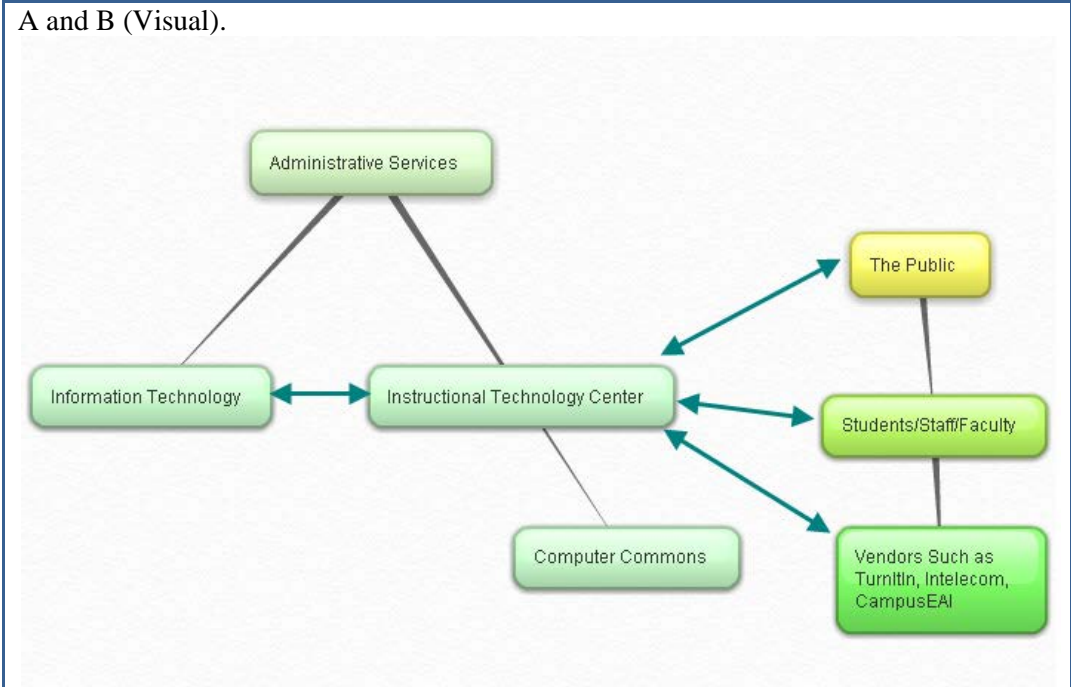 A and B (Visual).
Administrative Services
The Public
Information Technology
Instructional Technology Center
Students/Staff/Faculty
Computer Commons
Vendors Such as
TurnItIn, Intelecom,
CampusEAI